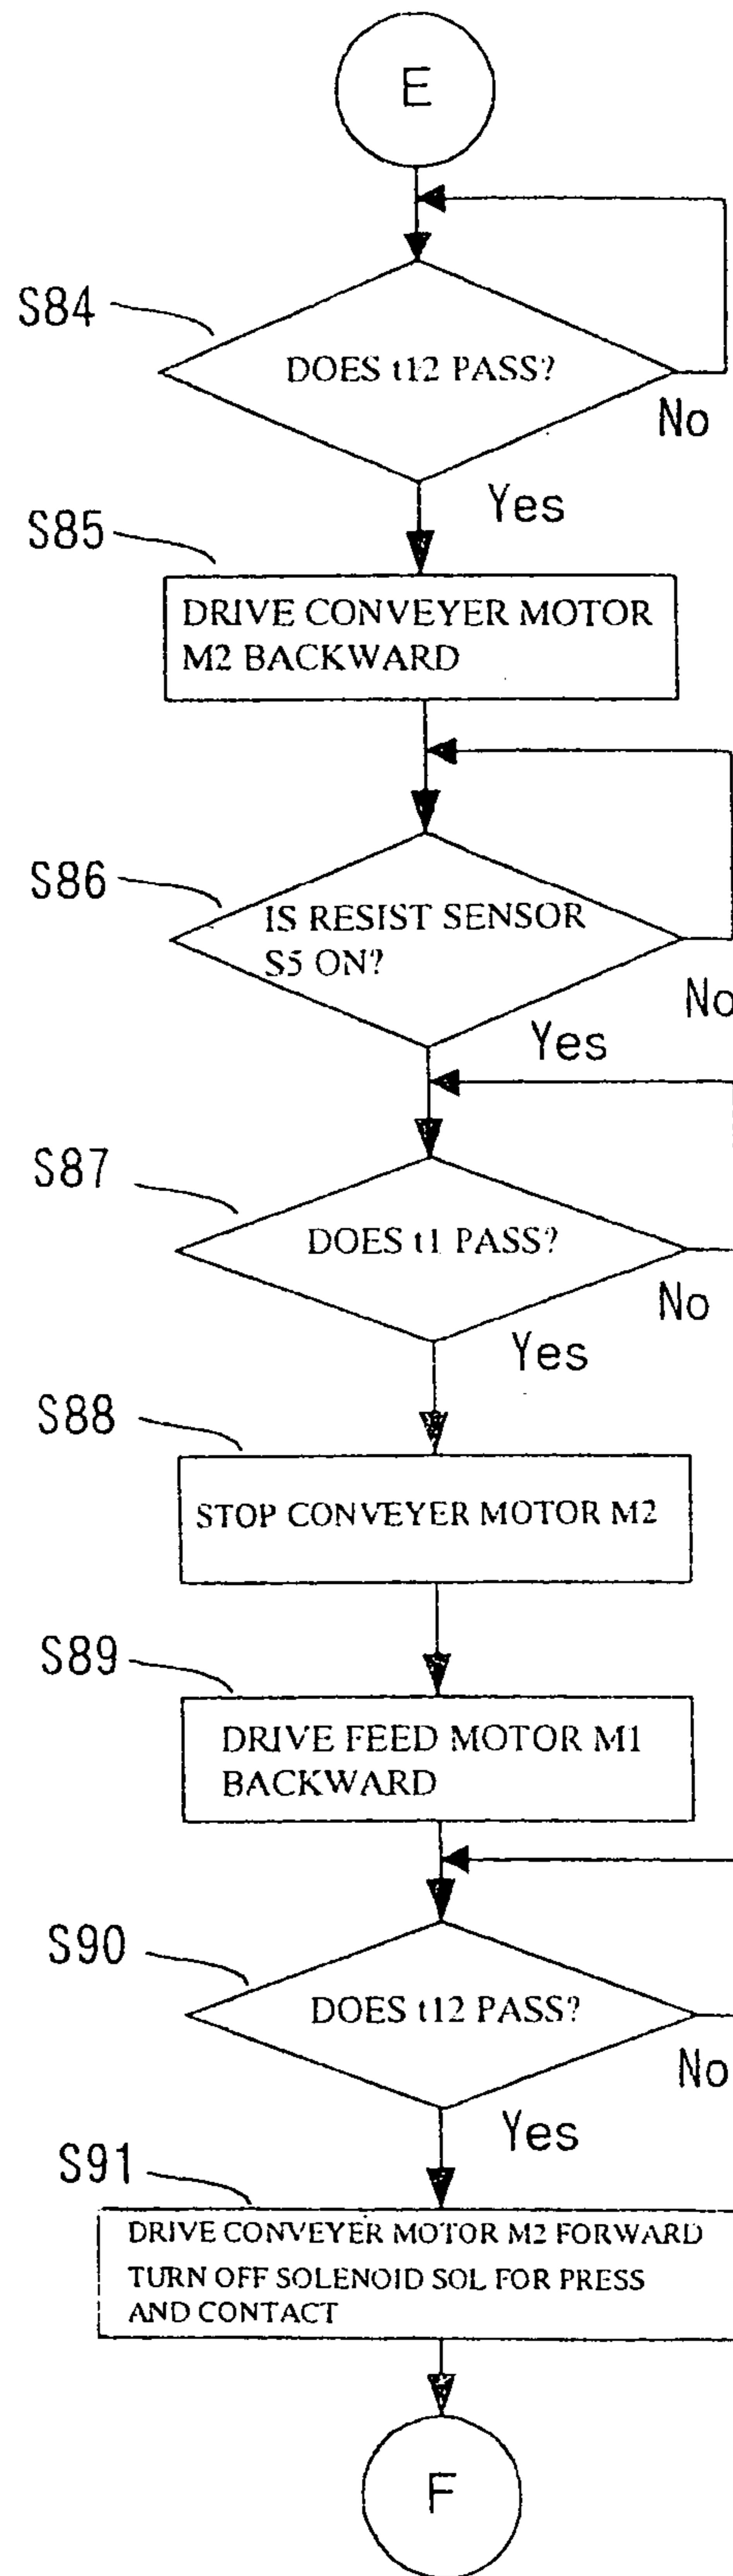 E
S84
DOES t12 PASS?
No
Yes
S85
DRIVE CONVEYER MOTOR
M2 BACKWARD
S86
IS RESIST SENSOR
S5 ON?
No
Yes
S87
DOES t1 PASS?
No
Yes
S88
STOP CONVEYER MOTOR M2
S89
DRIVE FEED MOTOR M1
BACKWARD
S90
DOES t12 PASS?
No
Yes
S91
DRIVE CONVEYER MOTOR M2 FORWARD
TURN OFF SOLENOID SOL FOR PRESS
AND CONTACT
F